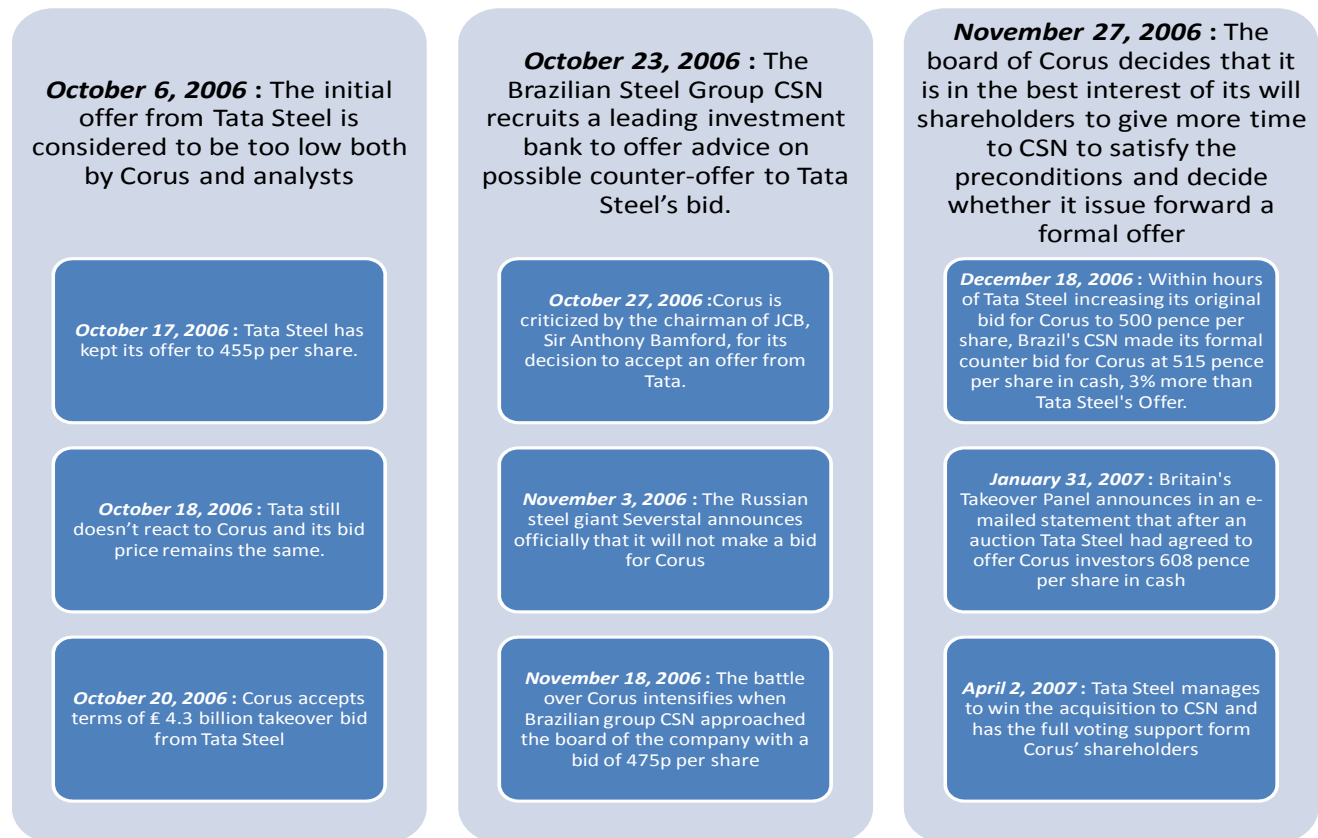 October 6, 2006 : The initial
offer from Tata Steel is
considered to be too low both
by Corus and analysts
October 17, 2006 : Tata Steel has
kept its offer to 455p per share.
October 18, 2006 : Tata still
doesn’t react to Corus and its bid
price remains the same.
October 20, 2006 : Corus accepts
terms of £ 4.3 billion takeover bid
from Tata Steel
October 23, 2006 : The
Brazilian Steel Group CSN
recruits a leading investment
bank to offer advice on
possible counter-offer to Tata
Steel’s bid.
October 27, 2006 :Corus is
criticized by the chairman of JCB,
Sir Anthony Bamford, for its
decision to accept an offer from
Tata.
November 3, 2006 : The Russian
steel giant Severstal announces
officially that it will not make a bid
for Corus
November 18, 2006 : The battle
over Corus intensifies when
Brazilian group CSN approached
the board of the company with a
bid of 475p per share
November 27, 2006 : The
board of Corus decides that it
is in the best interest of its will
shareholders to give more time
to CSN to satisfy the
preconditions and decide
whether it issue forward a
formal offer
December 18, 2006 : Within hours
of Tata Steel increasing its original
bid for Corus to 500 pence per
share, Brazil's CSN made its formal
counter bid for Corus at 515 pence
per share in cash, 3% more than
Tata Steel's Offer.
January 31, 2007 : Britain's
Takeover Panel announces in an e-
mailed statement that after an
auction Tata Steel had agreed to
offer Corus investors 608 pence
per share in cash
April 2, 2007 : Tata Steel manages
to win the acquisition to CSN and
has the full voting support form
Corus’ shareholders